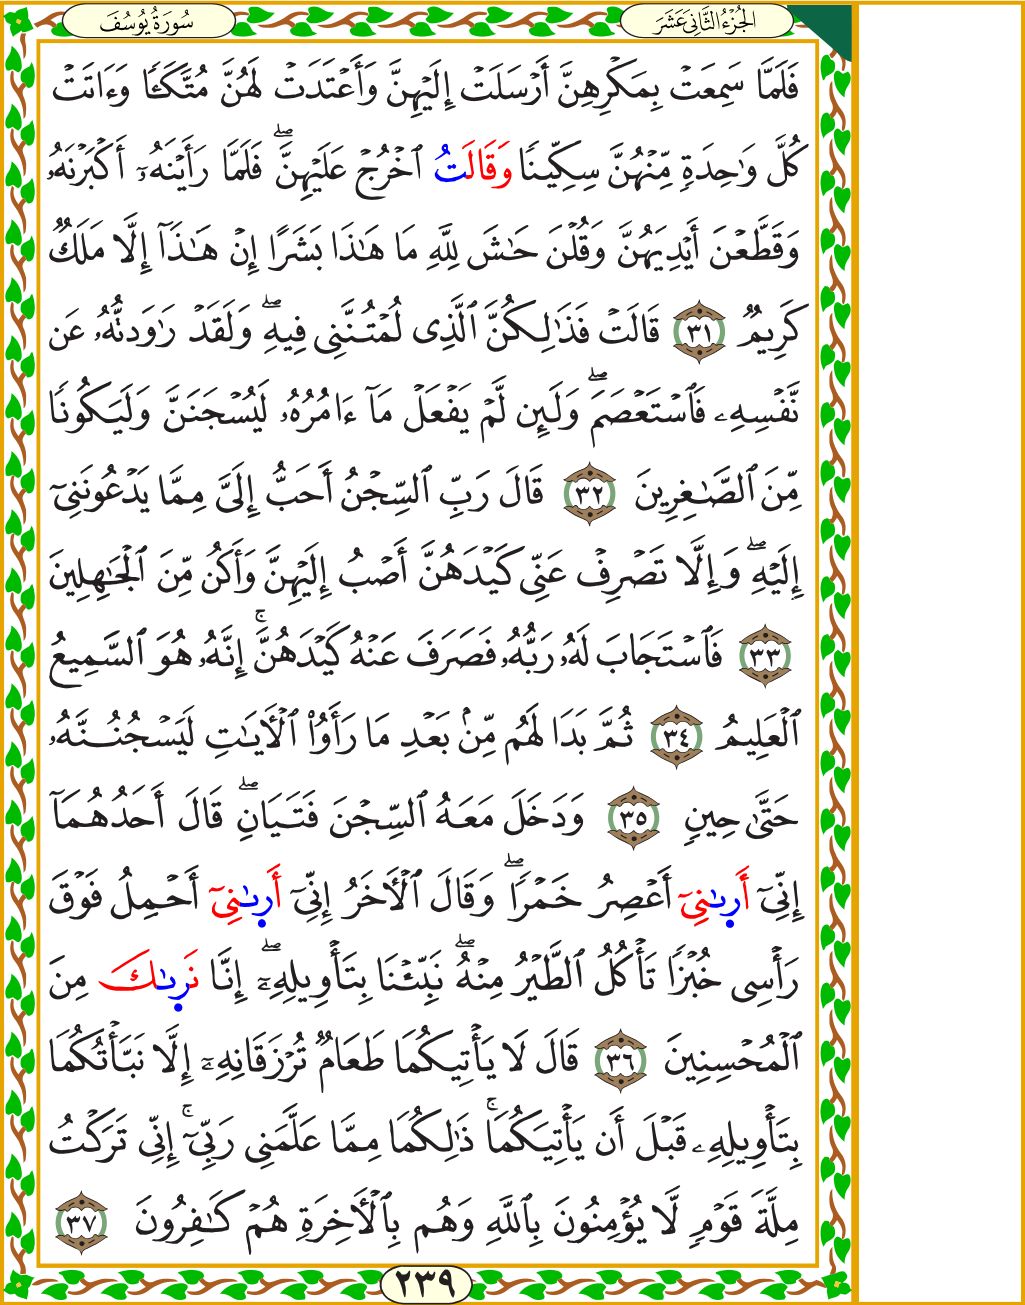 الجُزْءُ الثَّانِي عَشَرَ
سُورَةُ يُوسُفَ
فَلَمَّا سَمِعَتْ بِمَكْرِهِنَّ أَرْسَلَتْ إِلَيْهِنَّ وَأَعْتَدَتْ لَهُنَّ مُتَّكَـًٔا وَءَاتَتْ
كُلَّ وَٰحِدَةٍ مِّنْهُنَّ سِكِّينًا وَقَالَتُ ٱخْرُجْ عَلَيْهِنَّ ۖ فَلَمَّا رَأَيْنَهُۥٓ أَكْبَرْنَهُۥ
وَقَطَّعْنَ أَيْدِيَهُنَّ وَقُلْنَ حَـٰشَ لِلَّهِ مَا هَـٰذَا بَشَرًا إِنْ هَـٰذَآ إِلَّا مَلَكٌ
كَرِيمٌ ٣١ قَالَتْ فَذَٰلِكُنَّ ٱلَّذِى لُمْتُنَّنِى فِيهِ ۖ وَلَقَدْ رَٰوَدتُّهُۥ عَن
نَّفْسِهِۦ فَٱسْتَعْصَمَ ۖ وَلَئِن لَّمْ يَفْعَلْ مَآ ءَامُرُهُۥ لَيُسْجَنَنَّ وَلَيَكُونًا
مِّنَ ٱلصَّـٰغِرِينَ ٣٢ قَالَ رَبِّ ٱلسِّجْنُ أَحَبُّ إِلَىَّ مِمَّا يَدْعُونَنِىٓ
إِلَيْهِ ۖ وَإِلَّا تَصْرِفْ عَنِّى كَيْدَهُنَّ أَصْبُ إِلَيْهِنَّ وَأَكُن مِّنَ ٱلْجَـٰهِلِينَ
٣٣ فَٱسْتَجَابَ لَهُۥ رَبُّهُۥ فَصَرَفَ عَنْهُ كَيْدَهُنَّ ۚ إِنَّهُۥ هُوَ ٱلسَّمِيعُ
ٱلْعَلِيمُ ٣٤ ثُمَّ بَدَا لَهُم مِّنۢ بَعْدِ مَا رَأَوُا۟ ٱلْـَٔايَـٰتِ لَيَسْجُنُنَّهُۥ
حَتَّىٰ حِينٍ ٣٥ وَدَخَلَ مَعَهُ ٱلسِّجْنَ فَتَيَانِ ۖ قَالَ أَحَدُهُمَآ
إِنِّىٓ أَرِىٰنِىٓ أَعْصِرُ خَمْرًا ۖ وَقَالَ ٱلْـَٔاخَرُ إِنِّىٓ أَرِىٰنِىٓ أَحْمِلُ فَوْقَ
رَأْسِى خُبْزًا تَأْكُلُ ٱلطَّيْرُ مِنْهُ ۖ نَبِّئْنَا بِتَأْوِيلِهِۦٓ ۖ إِنَّا نَرِىٰكَ مِنَ
ٱلْمُحْسِنِينَ ٣٦ قَالَ لَا يَأْتِيكُمَا طَعَامٌ تُرْزَقَانِهِۦٓ إِلَّا نَبَّأْتُكُمَا
بِتَأْوِيلِهِۦ قَبْلَ أَن يَأْتِيَكُمَا ۚ ذَٰلِكُمَا مِمَّا عَلَّمَنِى رَبِّىٓ ۚ إِنِّى تَرَكْتُ
مِلَّةَ قَوْمٍ لَّا يُؤْمِنُونَ بِٱللَّهِ وَهُم بِٱلْـَٔاخِرَةِ هُمْ كَـٰفِرُونَ ٣٧
٢٣٩